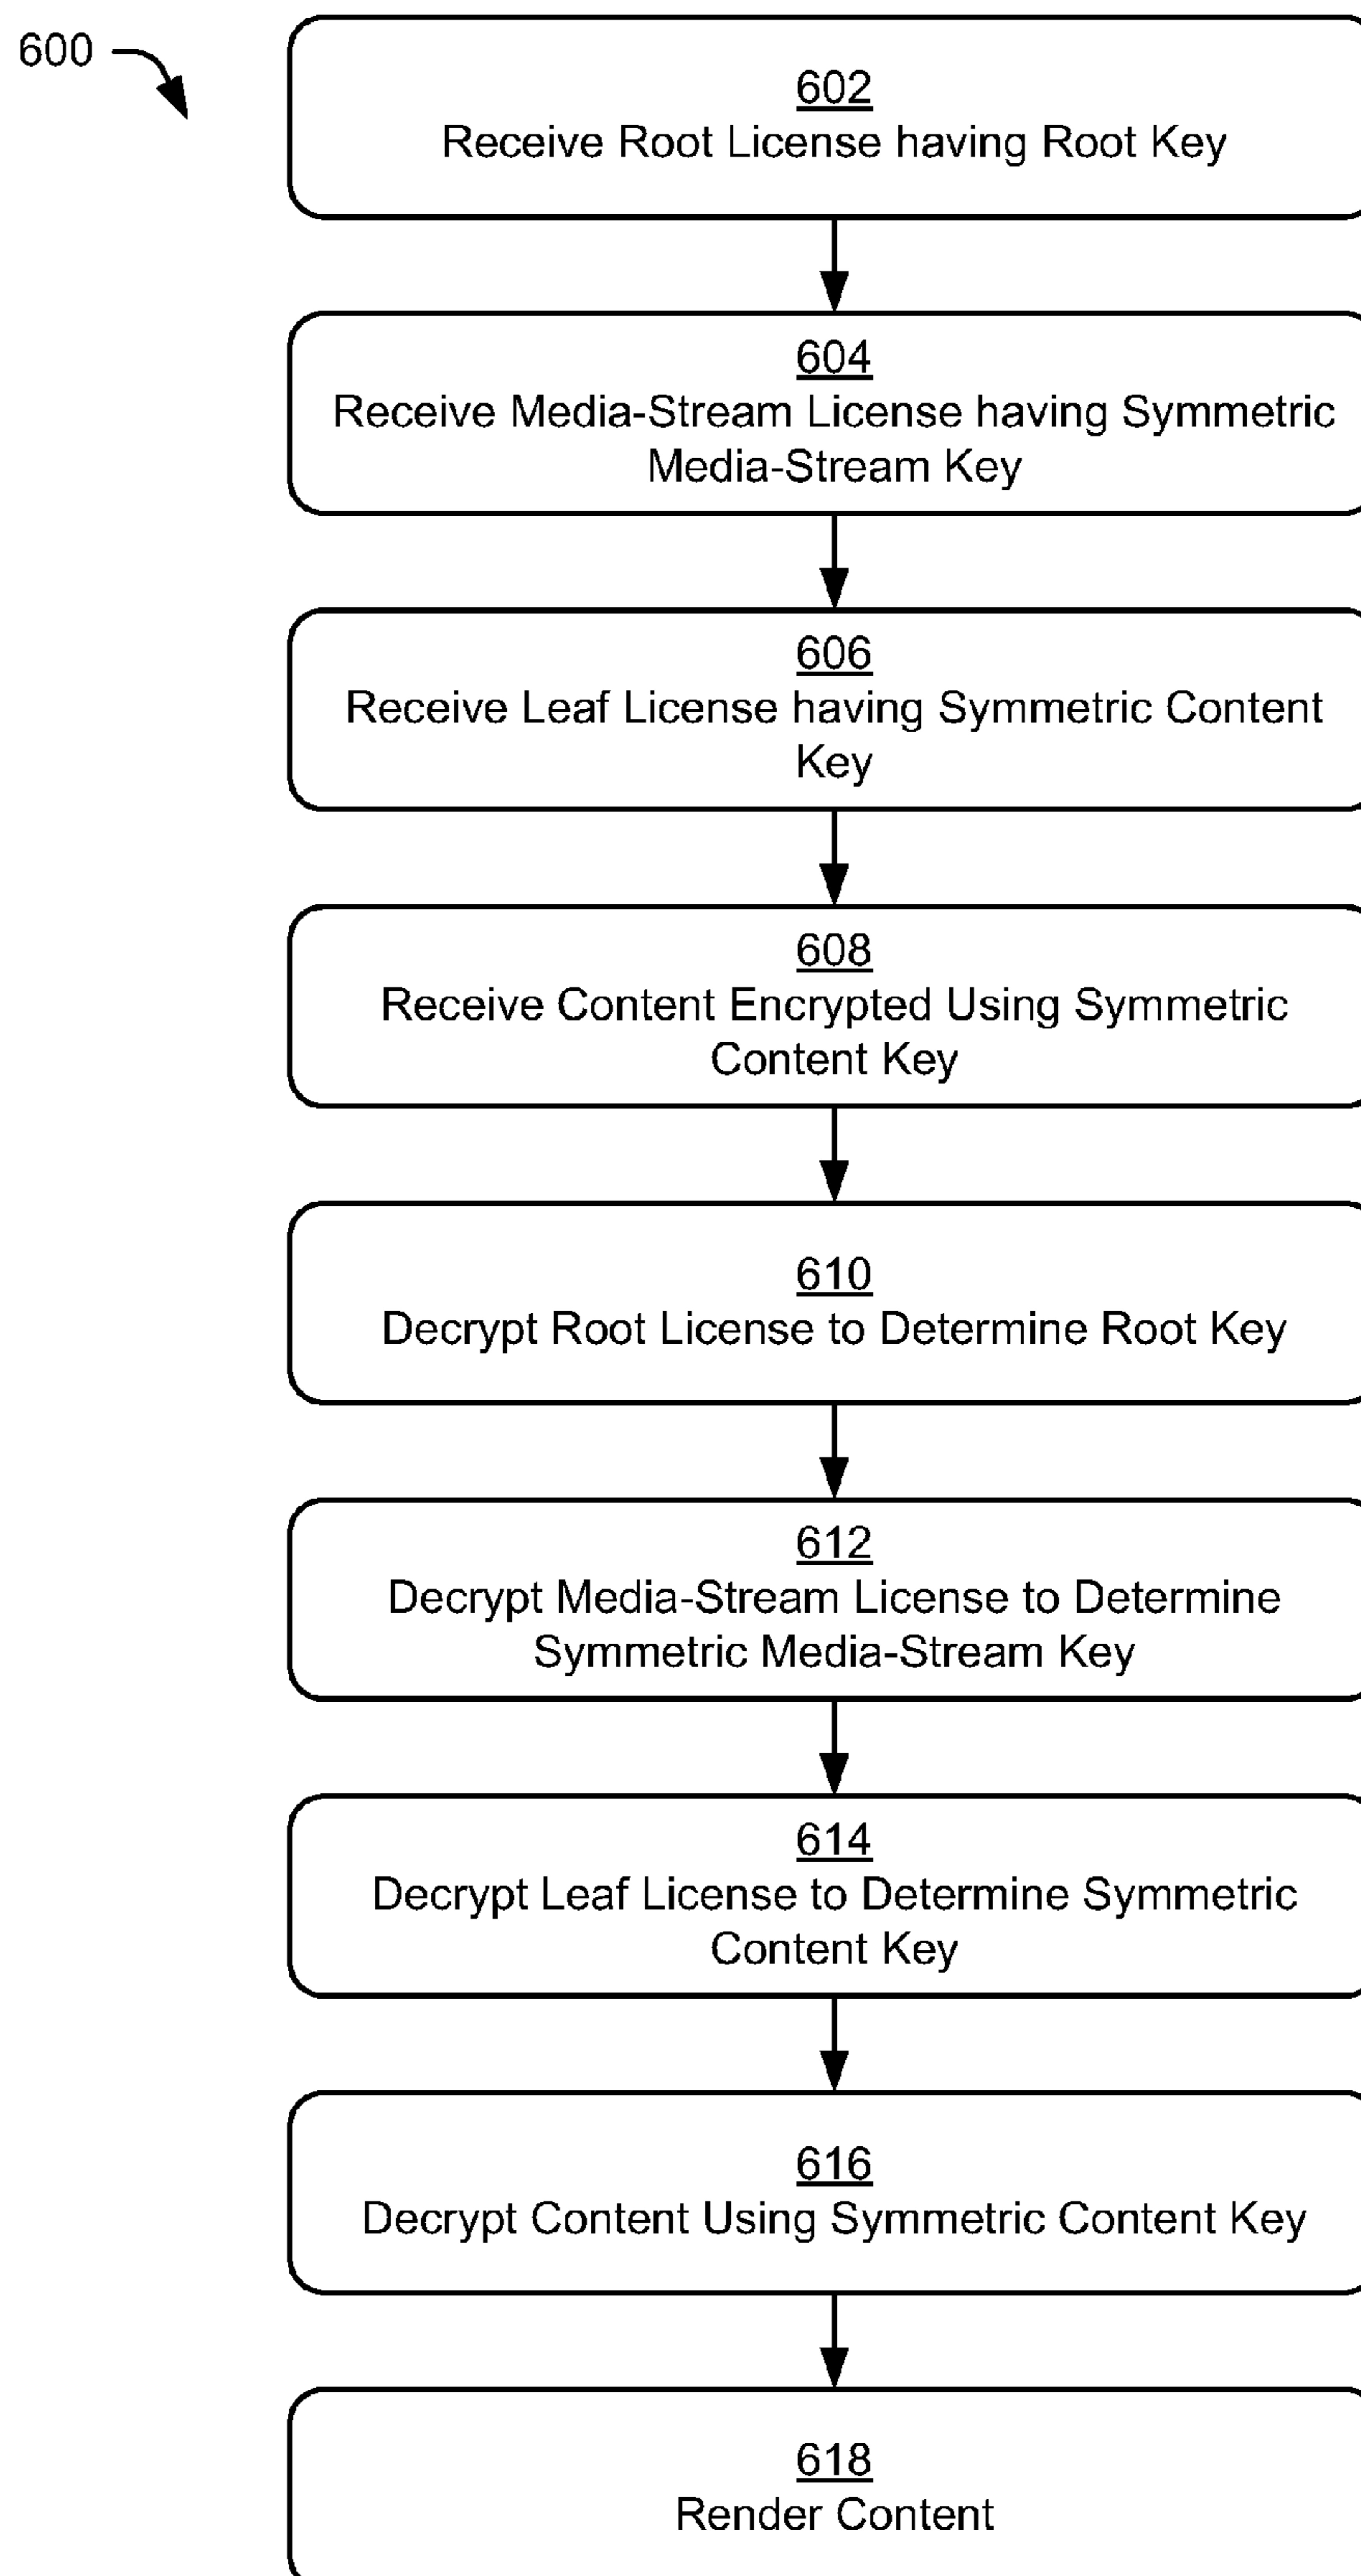 600
602
Receive Root License having Root Key
604
Receive Media-Stream License having Symmetric
Media-Stream Key
606
Receive Leaf License having Symmetric Content
Key
608
Receive Content Encrypted Using Symmetric
Content Key
610
Decrypt Root License to Determine Root Key
612
Decrypt Media-Stream License to Determine
Symmetric Media-Stream Key
614
Decrypt Leaf License to Determine Symmetric
Content Key
616
Decrypt Content Using Symmetric Content Key
618
Render Content